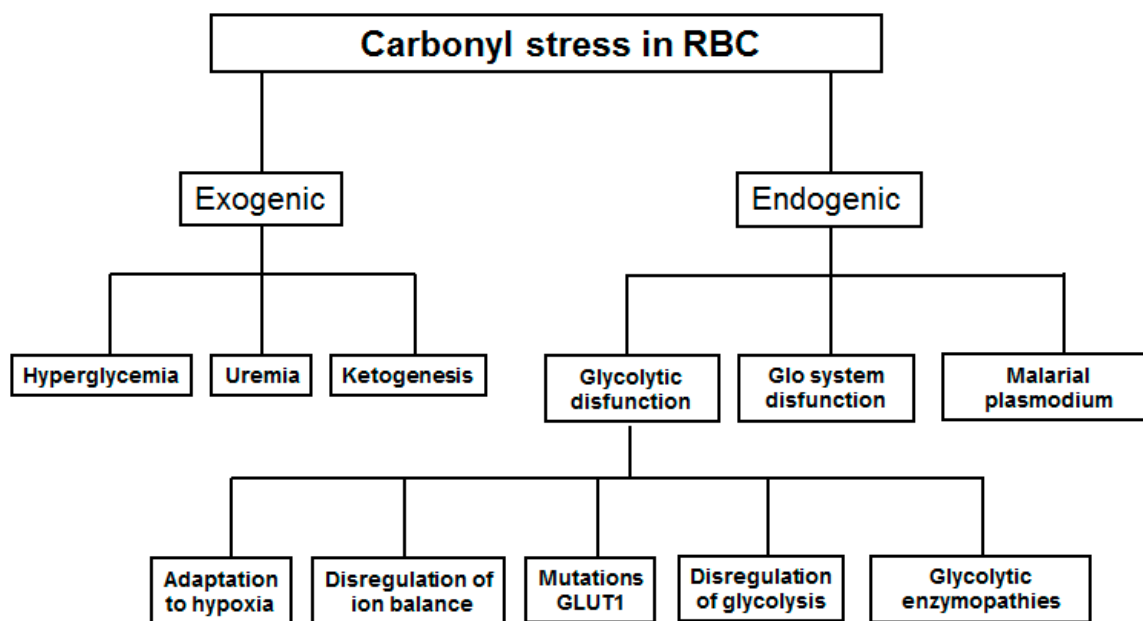 Carbonyl stress in RBC
Exogenic
Endogenic
Hyperglycemia
Uremia
Ketogenesis
Glycolytic
disfunction
Glo system
disfunction
Malarial
plasmodium
Adaptation
to hypoxia
Disregulation of
ion balance
Mutations
GLUT1
Disregulation
of glycolysis
Glycolytic
enzymopathies